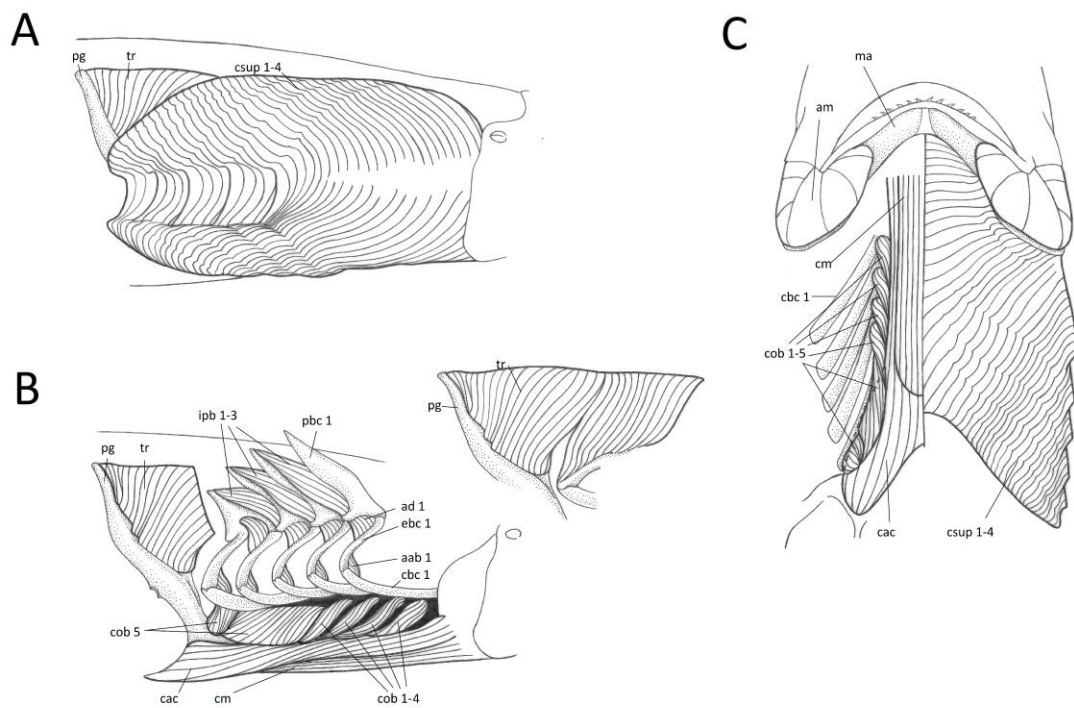 A
pg
tr
csup 1-4
B
pg
tr
ipb 1-3
pbc 1
ad 1
ebc 1
aab 1
cbc 1
cob 5
cac
cm
cob 1-4
tr
pg
C
ma
am
cm
cbc 1
cob 1-5
cac
csup 1-4